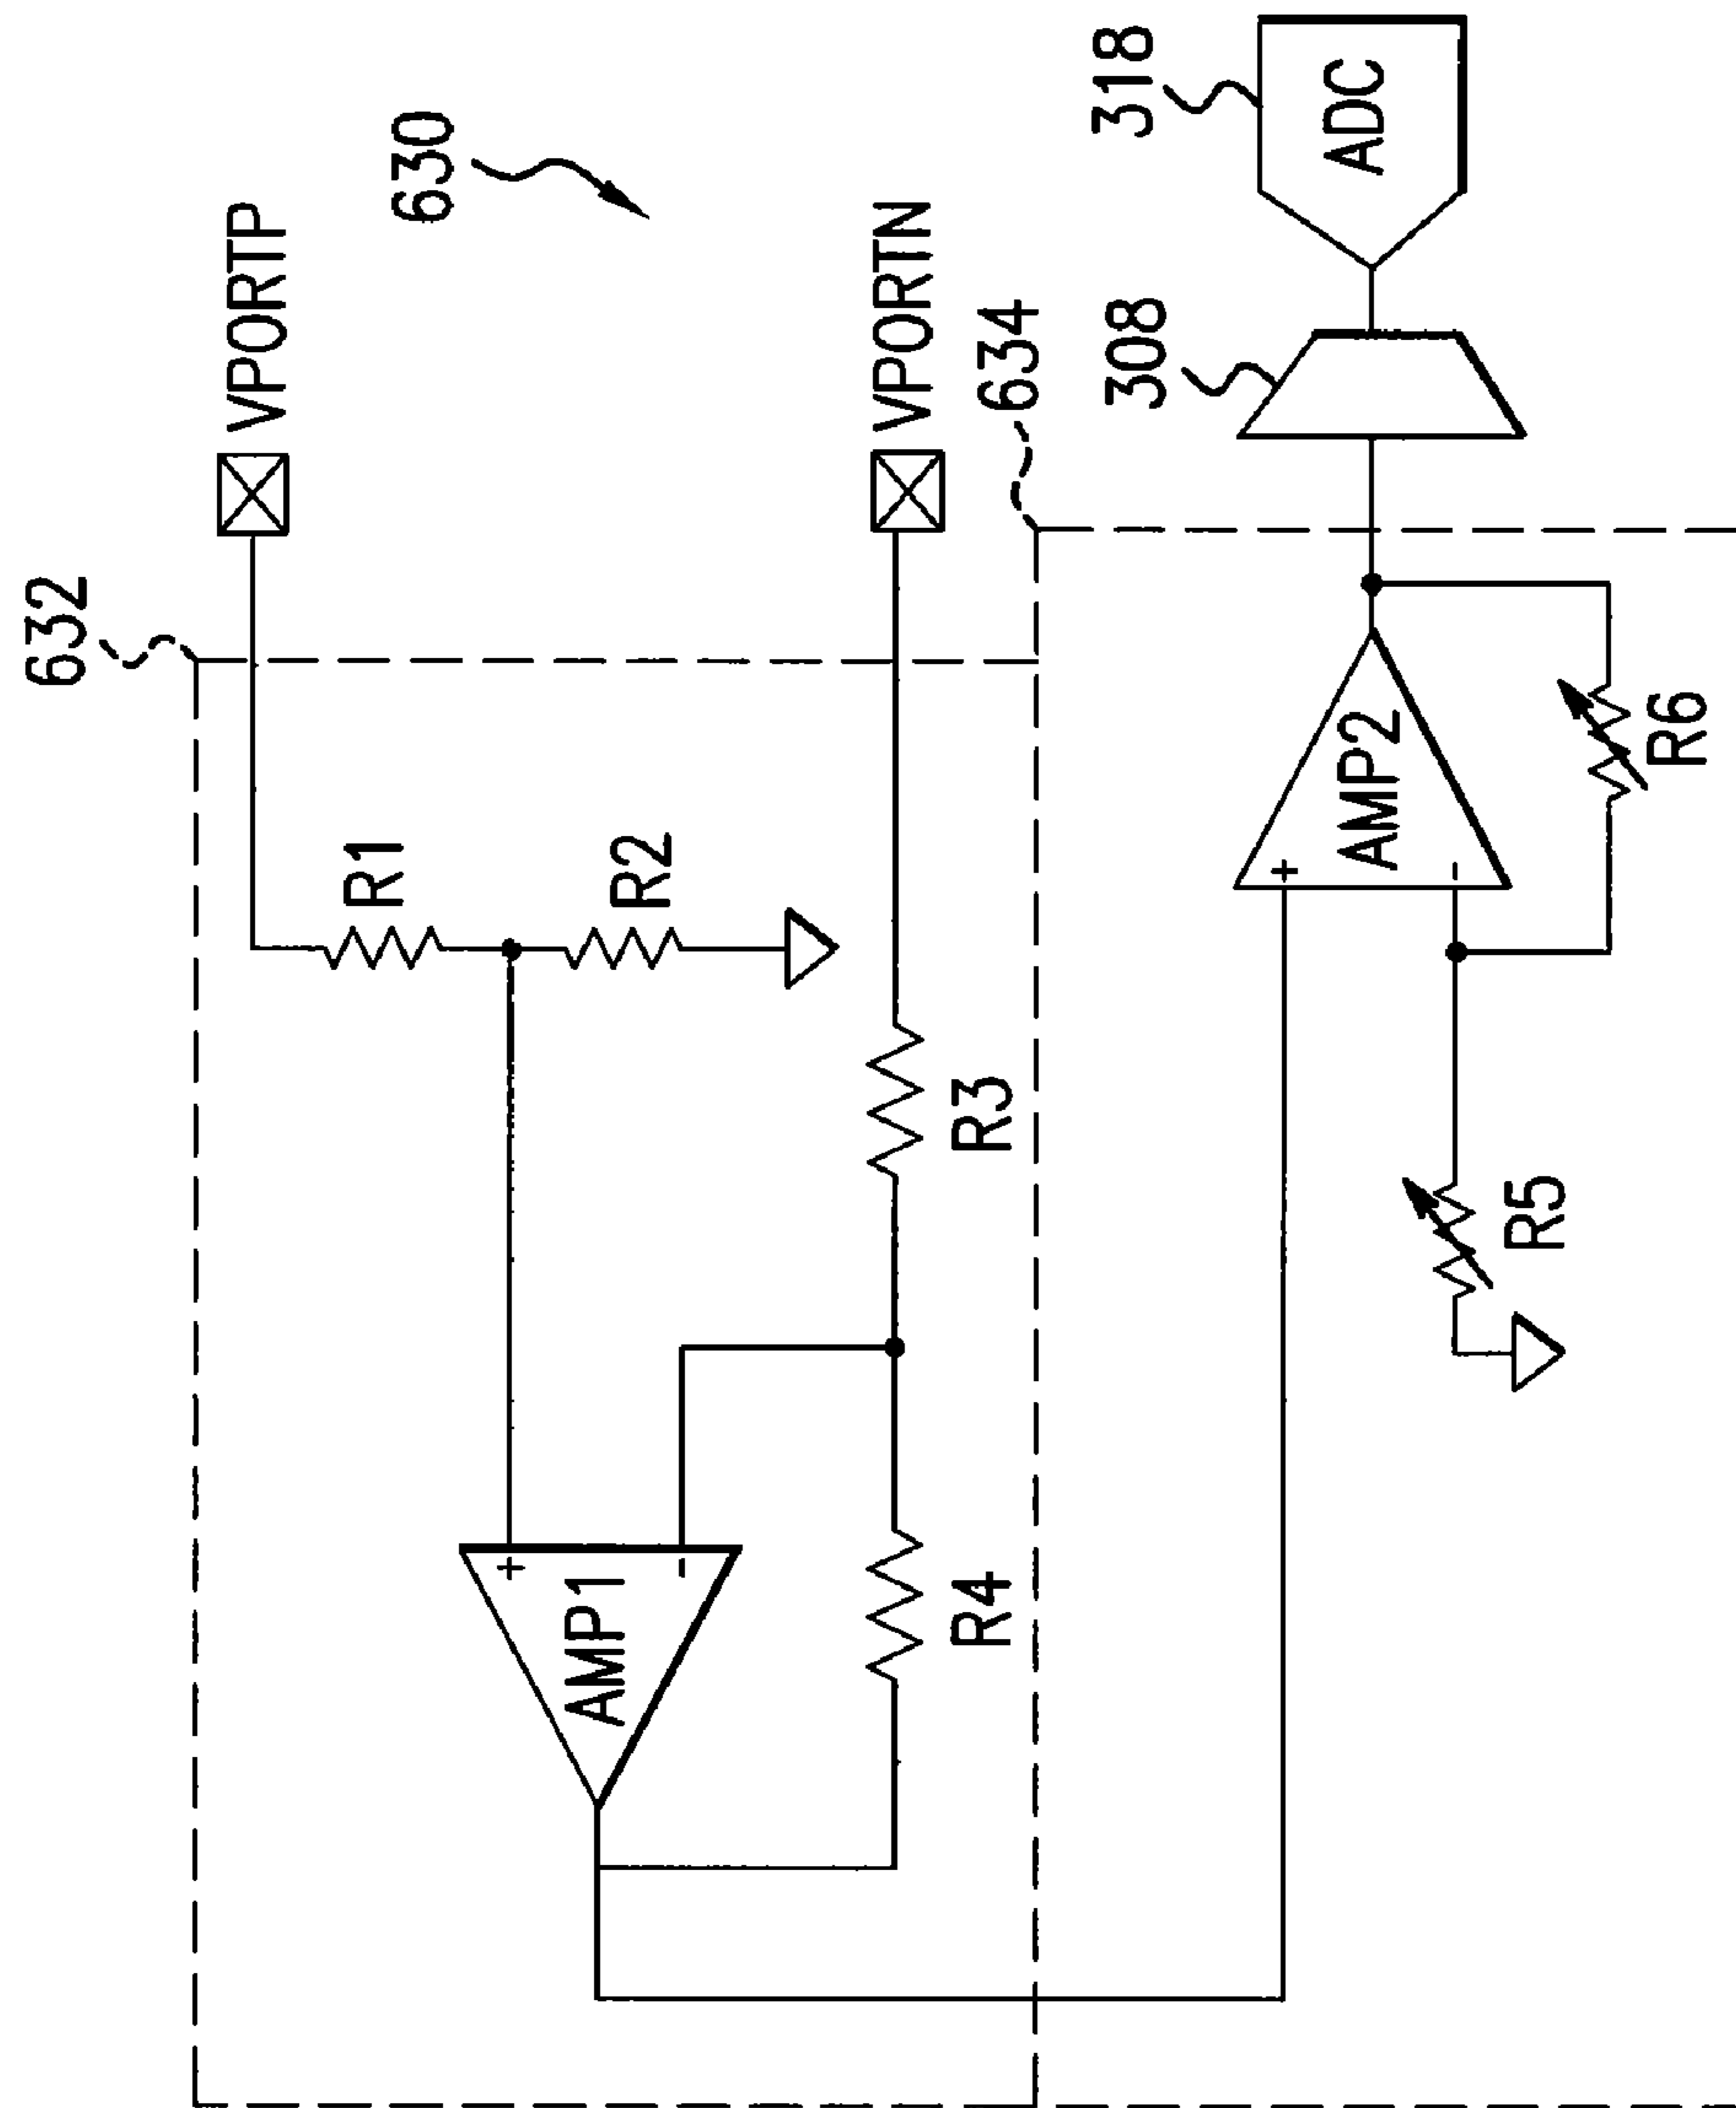 630
632
VPORTP
R1
R2
VPORTN
AMP1
+
-
R3
R4
634
308
318
ADC
AMP2
+
-
R5
R6